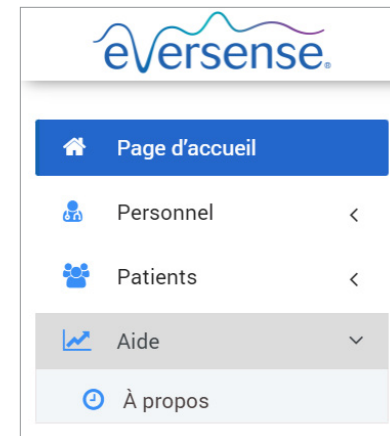 eversense®
Page d'accueil
Personnel
Patients
Aide
À propos